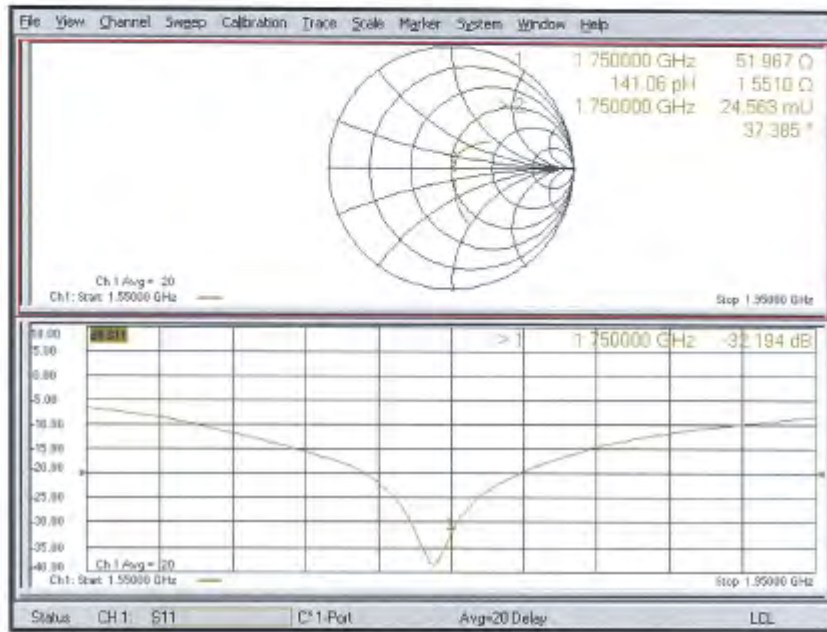 File View Channel Sweep Calibration Trace Scale Marker System Window Help
1 1.750000 GHz 51.967 Ω
141.06 pH 1.5510 Ω
> 2 1.750000 GHz 24.563 mU
37.385 °
Ch 1 Avg = 20
Ch1: Start 1.55000 GHz Stop 1.95000 GHz
10.00 > 1 1.750000 GHz -32.194 dB
5.00
0.00
-5.00
-10.00
-15.00
-20.00
-25.00
-30.00
1
-35.00
-40.00 Ch 1 Avg = 20
Ch1: Start 1.55000 GHz Stop 1.95000 GHz
Status CH 1: S11 C* 1-Port Avg=20 Delay LCL